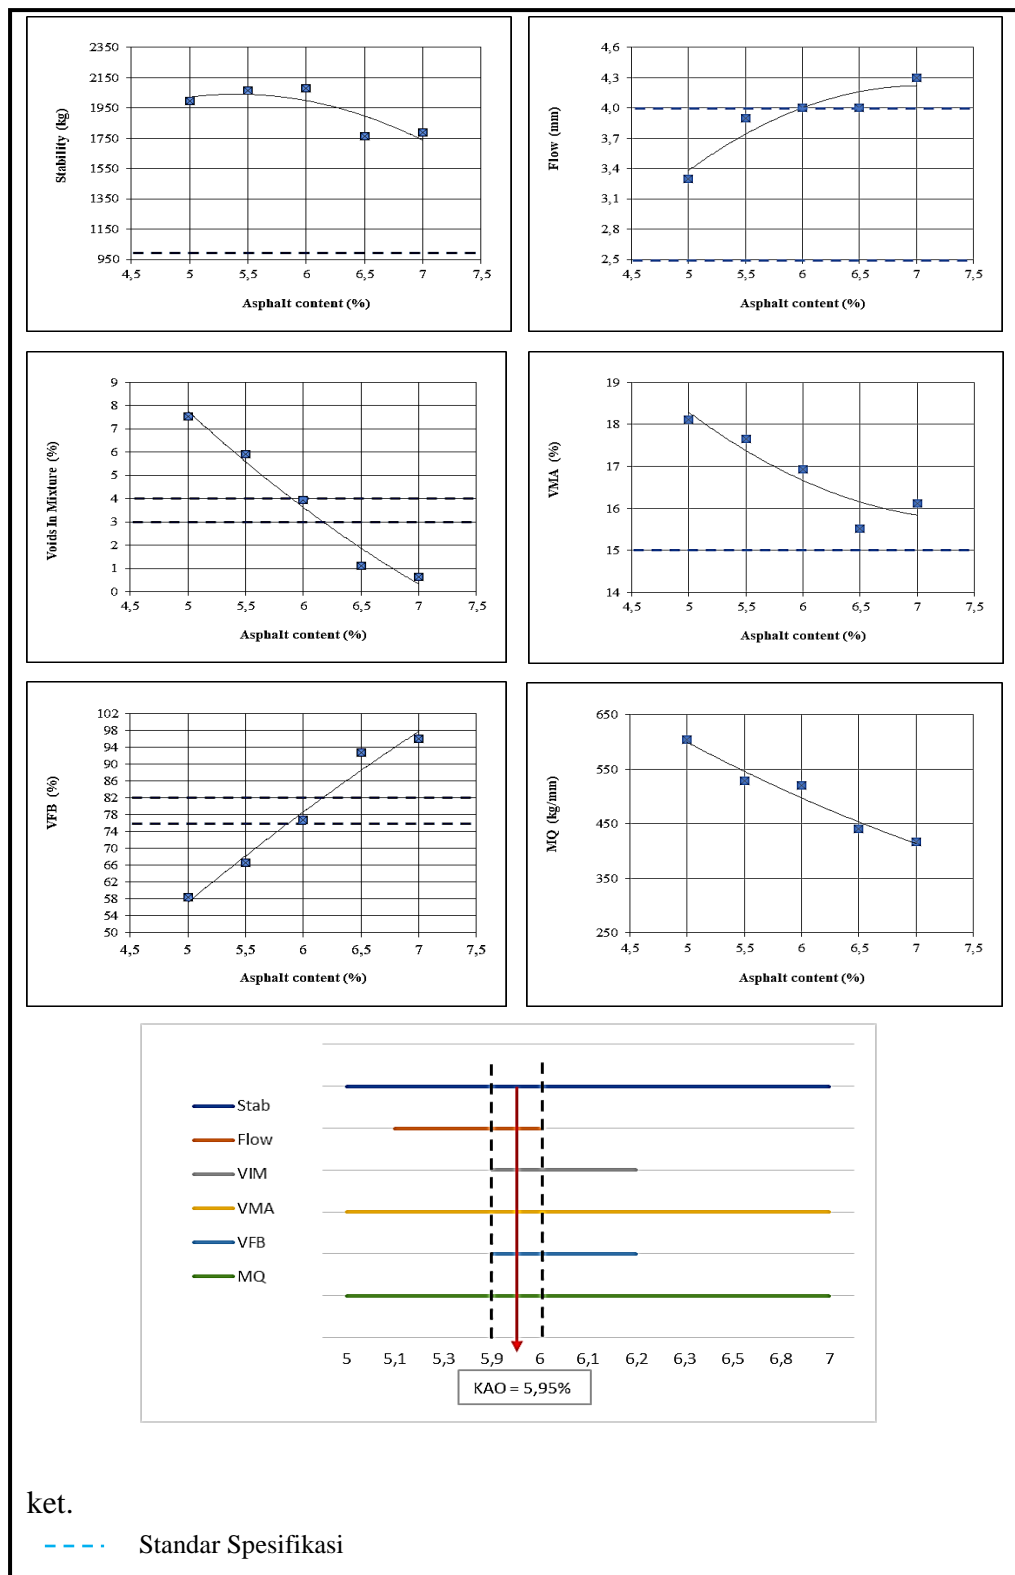 Stability (kg)
2350
2150
1950
1750
1550
1350
1150
950
4,5 5 5,5 6 6,5 7 7,5
Asphalt content (%)
Flow (mm)
4,6
4,3
4,0
3,7
3,4
3,1
2,8
2,5
4,5 5 5,5 6 6,5 7 7,5
Asphalt content (%)
Voids In Mixture (%)
9
8
7
6
5
4
3
2
1
0
4,5 5 5,5 6 6,5 7 7,5
Asphalt content (%)
VMA (%)
19
18
17
16
15
14
4,5 5 5,5 6 6,5 7 7,5
Asphalt content (%)
VFB (%)
102
98
94
90
86
82
78
74
70
66
62
58
54
50
4,5 5 5,5 6 6,5 7 7,5
Asphalt content (%)
MQ (kg/mm)
650
550
450
350
250
4,5 5 5,5 6 6,5 7 7,5
Asphalt content (%)
Stab
Flow
VIM
VMA
VFB
MQ
5 5,1 5,3 5,9 6 6,1 6,2 6,3 6,5 6,8 7
KAO = 5,95%
ket.
Standar Spesifikasi